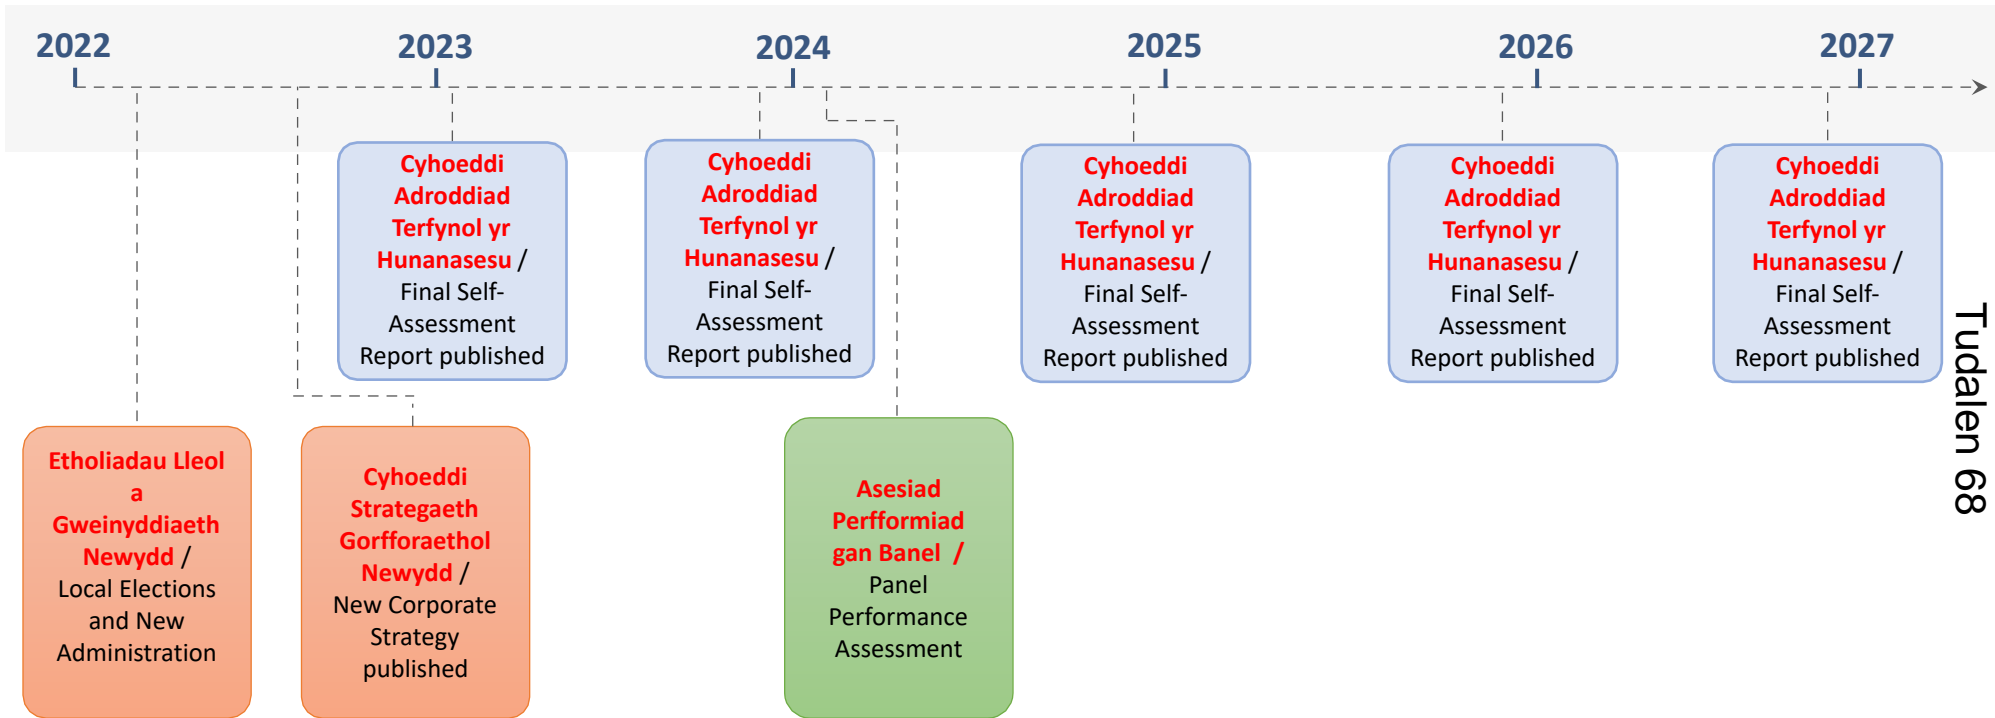 2022
2023
2024
2025
2026
2027
Cyhoeddi
Adroddiad
Terfynol yr
Hunanasesu /
Final Self-
Assessment
Report published
Cyhoeddi
Adroddiad
Terfynol yr
Hunanasesu /
Final Self-
Assessment
Report published
Cyhoeddi
Adroddiad
Terfynol yr
Hunanasesu /
Final Self-
Assessment
Report published
Cyhoeddi
Adroddiad
Terfynol yr
Hunanasesu /
Final Self-
Assessment
Report published
Cyhoeddi
Adroddiad
Terfynol yr
Hunanasesu /
Final Self-
Assessment
Report published
Etholiadau Lleol
a
Gweinyddiaeth
Newydd /
Local Elections
and New
Administration
Cyhoeddi
Strategaeth
Gorfforaethol
Newydd /
New Corporate
Strategy
published
Asesiad
Perfformiad
gan Banel /
Panel
Performance
Assessment
Tudalen 68